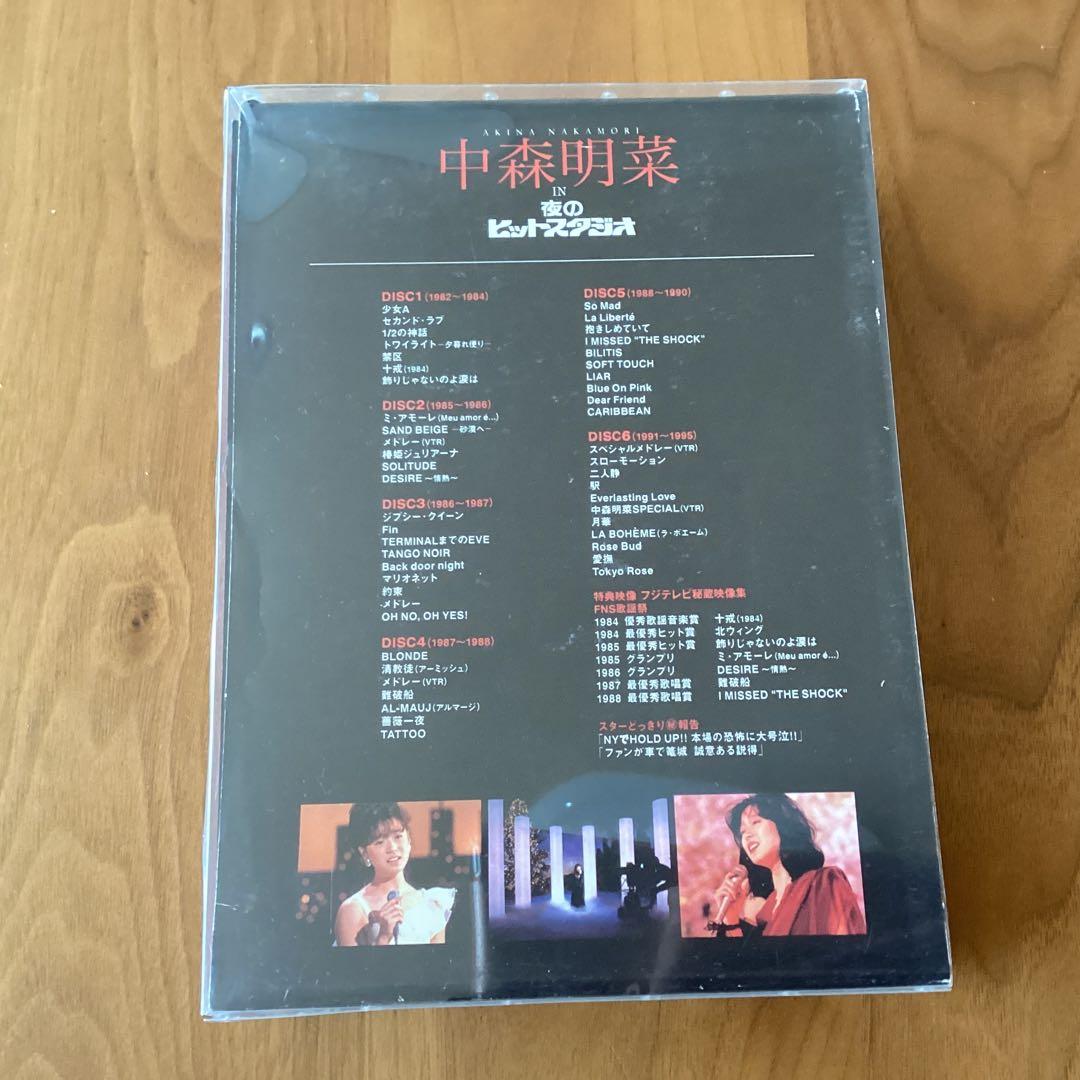 AKINA NAKAMORI
中森明菜
IN
夜の
ヒットスタジオ
DISC1(1982～1984)
少女A
セカンド・ラブ
1/2の神話
トワイライト ─夕暮れ便り─
禁区
十戒(1984)
飾りじゃないのよ涙は
DISC2(1985～1986)
ミ・アモーレ(Meu amor é...)
SAND BEIGE ─砂漠へ─
メドレー(VTR)
椿姫ジュリアーナ
SOLITUDE
DESIRE ～情熱～
DISC3(1986～1987)
ジプシー・クイーン
Fin
TERMINALまでのEVE
TANGO NOIR
Back door night
マリオネット
約束
メドレー
OH NO, OH YES!
DISC4(1987～1988)
BLONDE
清教徒(アーミッシュ)
メドレー(VTR)
難破船
AL-MAUJ(アルマージ)
薔薇一夜
TATTOO
DISC5(1988～1990)
So Mad
La Liberté
抱きしめていて
I MISSED "THE SHOCK"
BILITIS
SOFT TOUCH
LIAR
Blue On Pink
Dear Friend
CARIBBEAN
DISC6(1991～1995)
スペシャルメドレー(VTR)
スローモーション
二人静
駅
Everlasting Love
中森明菜SPECIAL(VTR)
月華
LA BOHÈME(ラ・ボエーム)
Rose Bud
愛撫
Tokyo Rose
特典映像 フジテレビ秘蔵映像集
FNS歌謡祭
1984 優秀歌謡音楽賞 十戒(1984)
1984 最優秀ヒット賞 北ウィング
1985 最優秀ヒット賞 飾りじゃないのよ涙は
1985 グランプリ ミ・アモーレ(Meu amor é...)
1986 グランプリ DESIRE ～情熱～
1987 最優秀歌唱賞 難破船
1988 最優秀歌唱賞 I MISSED "THE SHOCK"
スターどっきり㊙報告
「NYでHOLD UP!! 本場の恐怖に大号泣!!」
「ファンが車で篭城 誠意ある説得」